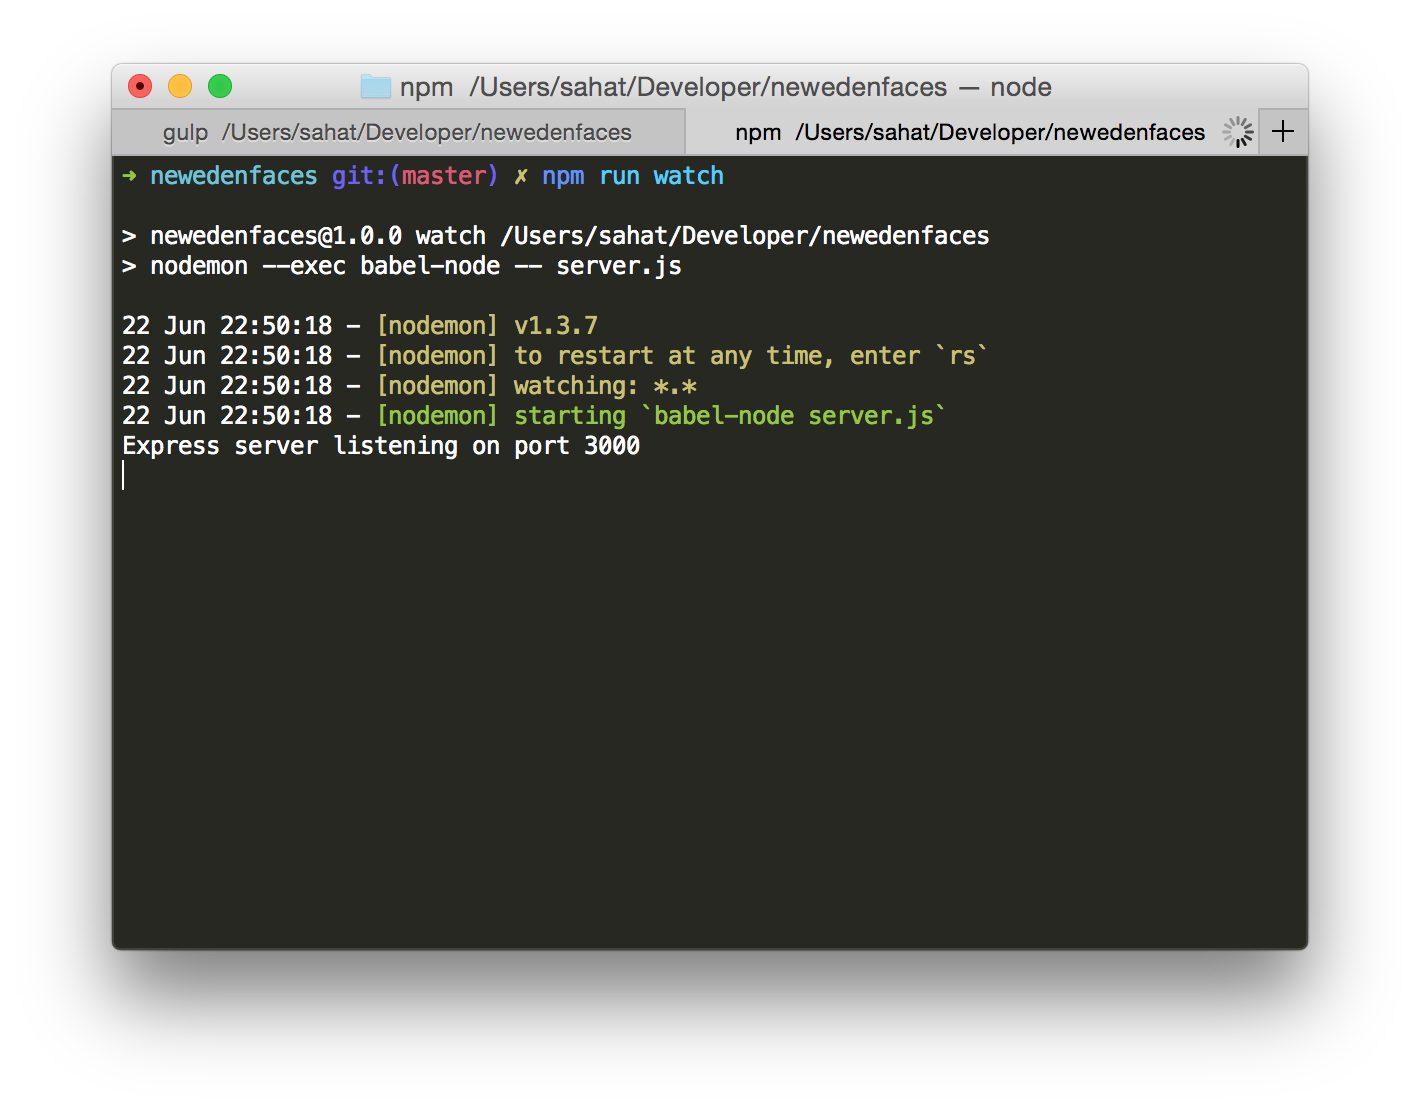 npm  /Users/sahat/Developer/newedenfaces — node
gulp  /Users/sahat/Developer/newedenfaces
npm  /Users/sahat/Developer/newedenfaces
+
➜ newedenfaces git:(master) ✗ npm run watch
> newedenfaces@1.0.0 watch /Users/sahat/Developer/newedenfaces
> nodemon --exec babel-node -- server.js
22 Jun 22:50:18 - [nodemon] v1.3.7
22 Jun 22:50:18 - [nodemon] to restart at any time, enter `rs`
22 Jun 22:50:18 - [nodemon] watching: *.*
22 Jun 22:50:18 - [nodemon] starting `babel-node server.js`
Express server listening on port 3000